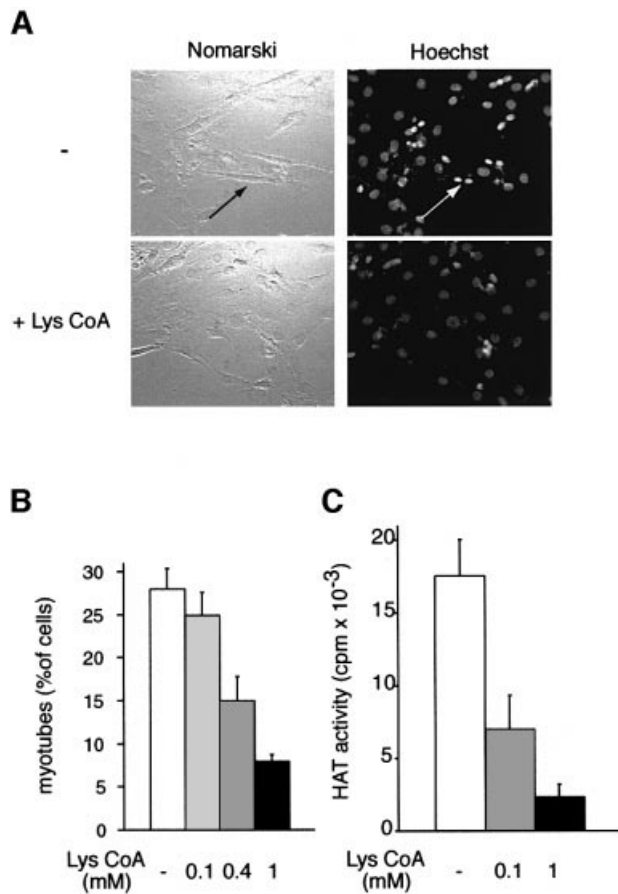 A
Nomarski Hoechst
-
+ Lys CoA
B
C
myotubes (%of cells)
30
25
20
15
10
5
0
Lys CoA
(mM) - 0.1 0.4 1
HAT activity (cpm x 10-3)
20
15
10
5
0
Lys CoA
(mM) - 0.1 1